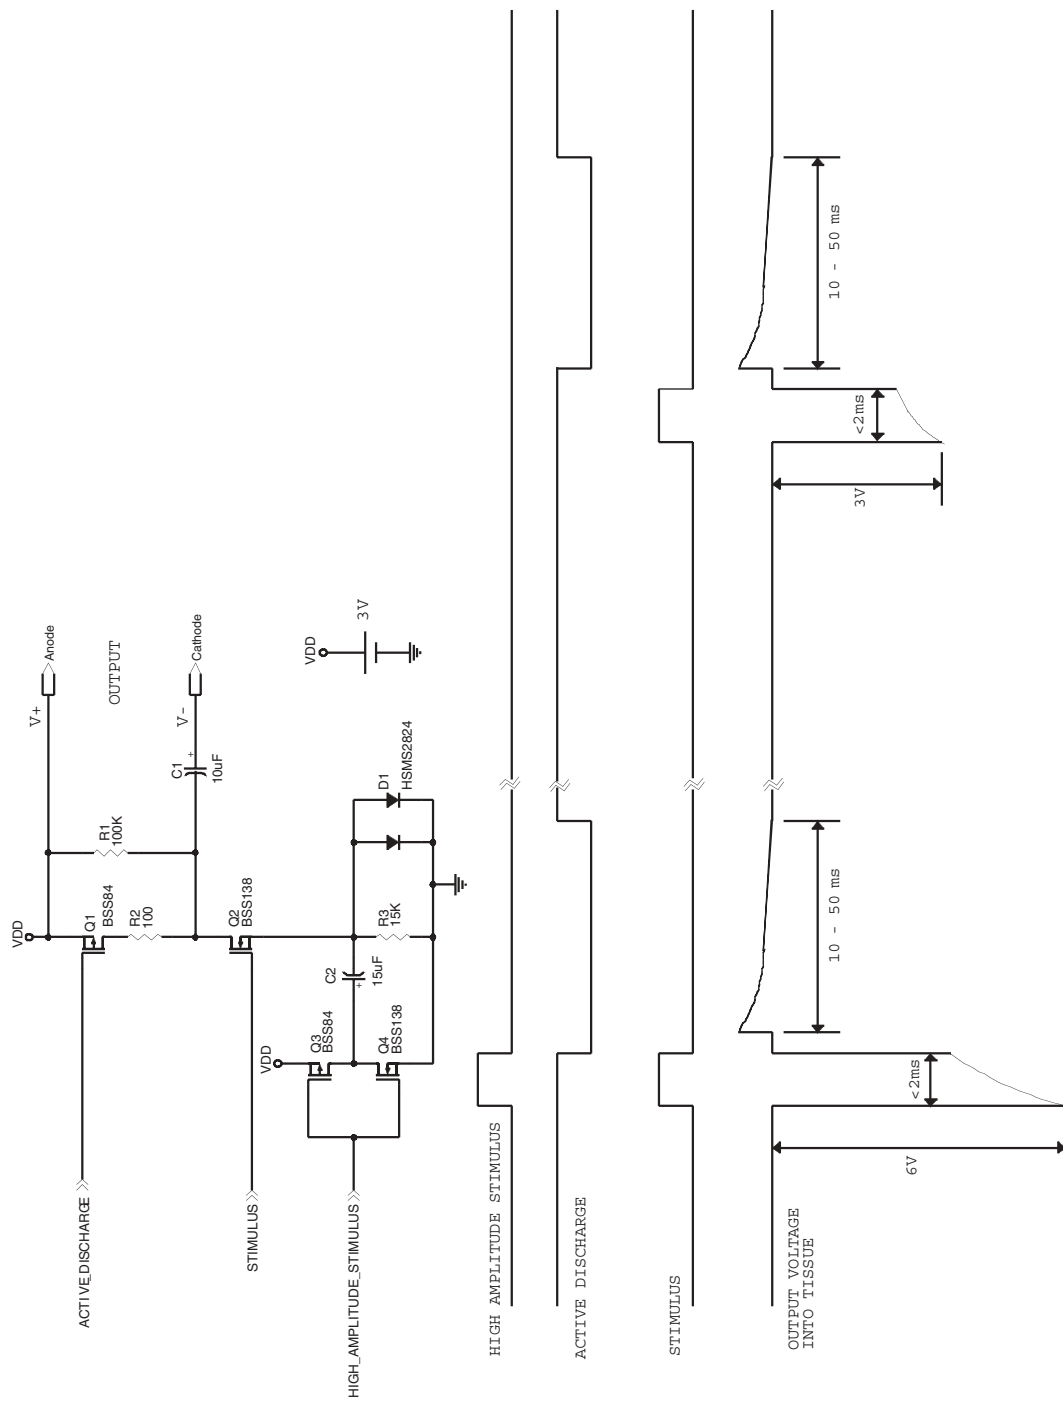 VDD
Q1
BSS84
R2
100
R1
100K
V+
Anode
OUTPUT
C1
+
10uF
V-
Cathode
Q2
BSS138
VDD
Q3
BSS84
Q4
BSS138
C2
+
15uF
R3
15K
D1
HSMS2824
VDD
3V
ACTIVE_DISCHARGE
STIMULUS
HIGH_AMPLITUDE_STIMULUS
HIGH AMPLITUDE STIMULUS
ACTIVE DISCHARGE
STIMULUS
OUTPUT VOLTAGE
INTO TISSUE
6V
<2ms
10 - 50 ms
3V
<2ms
10 - 50 ms